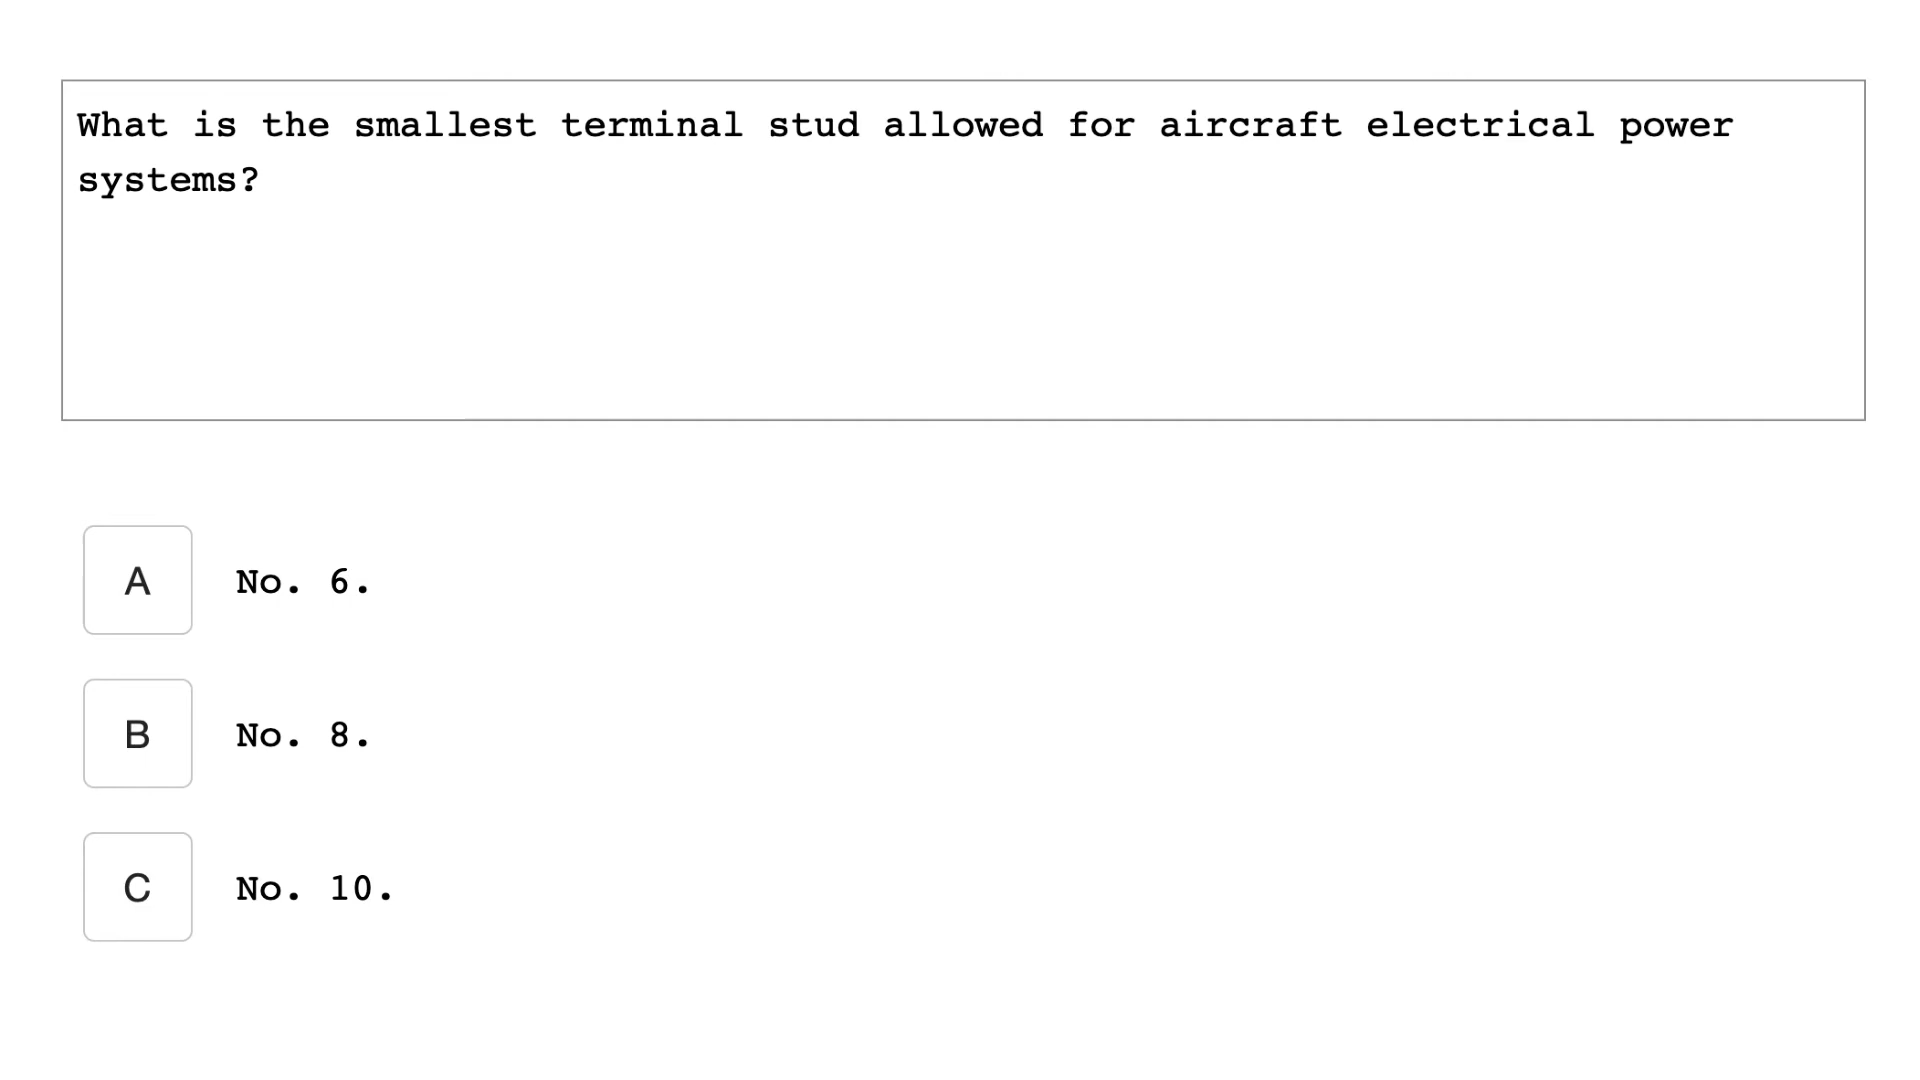 What is the smallest terminal stud allowed for aircraft electrical power
systems?
A No. 6.
B No. 8.
C No. 10.